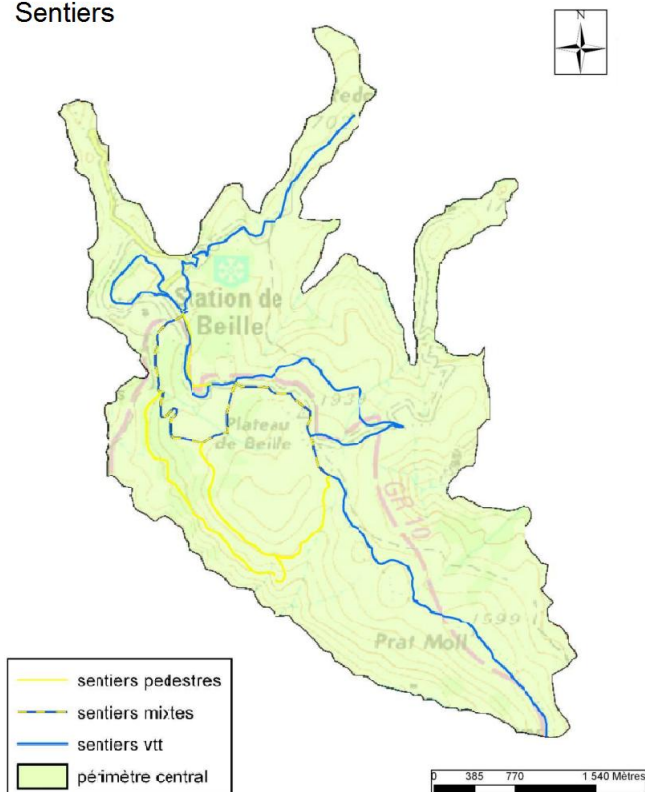 Sentiers
N
Station de
Beille
193
Plateau
de Beille
GR 10
1599
Prat Moll
sentiers pedestres
sentiers mixtes
sentiers vtt
périmètre central
0 385 770 1 540 Mètres